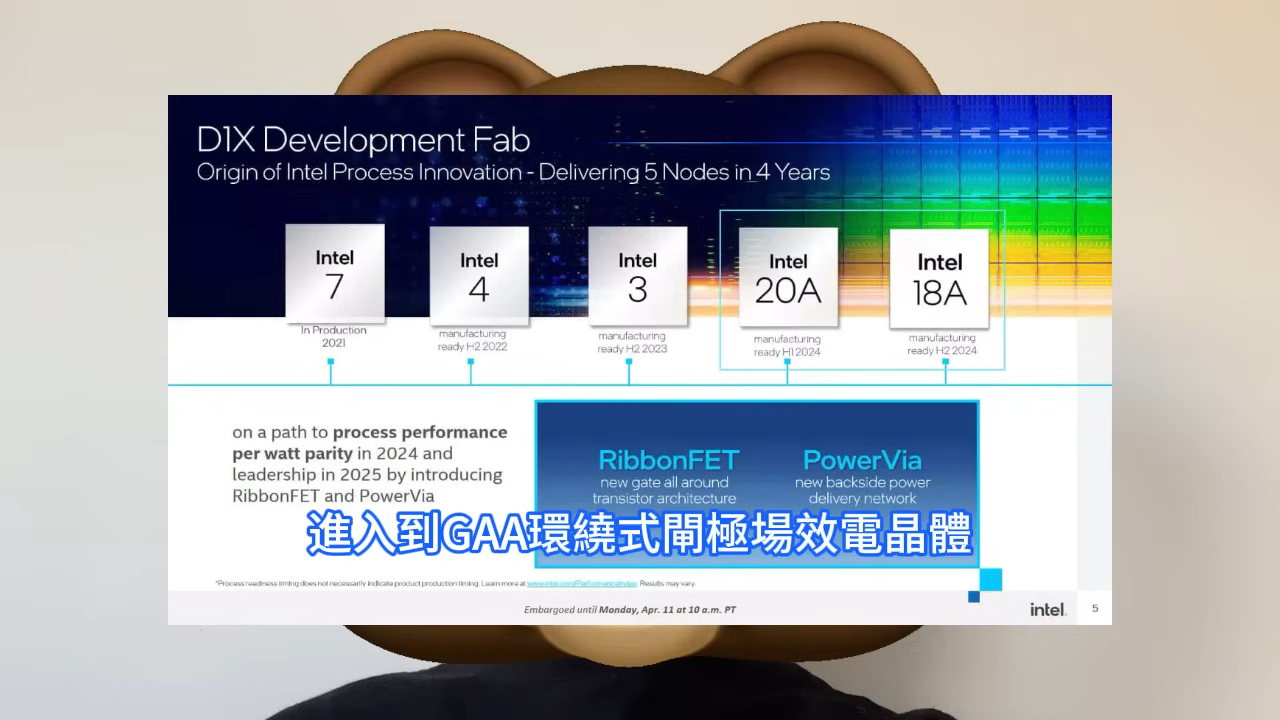 D1X Development Fab
Origin of Intel Process Innovation - Delivering 5 Nodes in 4 Years
Intel
7
In Production
2021
Intel
4
manufacturing
ready H2 2022
Intel
3
manufacturing
ready H2 2023
Intel
20A
manufacturing
ready H1 2024
Intel
18A
manufacturing
ready H2 2024
on a path to process performance
per watt parity in 2024 and
leadership in 2025 by introducing
RibbonFET and PowerVia
RibbonFET
new gate all around
transistor architecture
PowerVia
new backside power
delivery network
進入到GAA環繞式閘極場效電晶體
*Process readiness timing does not necessarily indicate product production timing. Learn more at www.intel.com/PerformanceIndex. Results may vary.
Embargoed until Monday, Apr. 11 at 10 a.m. PT
intel.
5